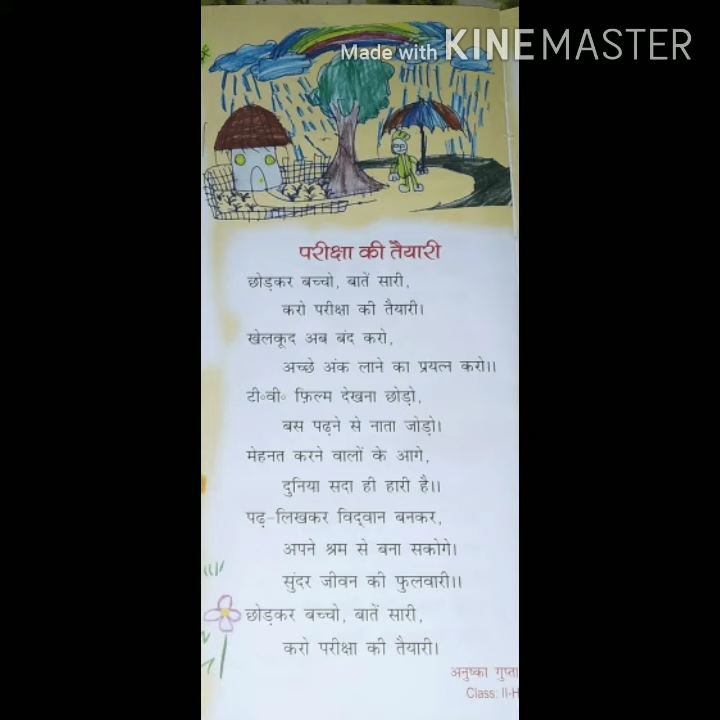 Made with KINEMASTER
परीक्षा की तैयारी
छोड़कर बच्चो, बातें सारी,
करो परीक्षा की तैयारी।
खेलकूद अब बंद करो,
अच्छे अंक लाने का प्रयत्न करो।।
टी॰वी॰ फ़िल्म देखना छोड़ो,
बस पढ़ने से नाता जोड़ो।
मेहनत करने वालों के आगे,
दुनिया सदा ही हारी है।।
पढ़-लिखकर विद्‌वान बनकर,
अपने श्रम से बना सकोगे।
सुंदर जीवन की फुलवारी।।
छोड़कर बच्चो, बातें सारी,
करो परीक्षा की तैयारी।
अनुष्का गुप्ता
Class: II-H